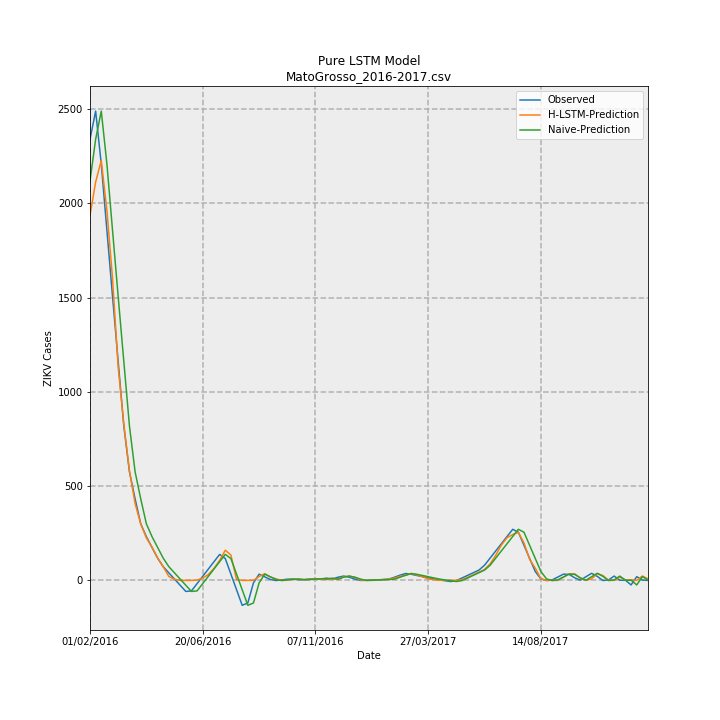 Pure LSTM Model
MatoGrosso_2016-2017.csv
Observed
H-LSTM-Prediction
Naive-Prediction
2500
2000
1500
1000
500
0
ZIKV Cases
01/02/2016
20/06/2016
07/11/2016
27/03/2017
14/08/2017
Date